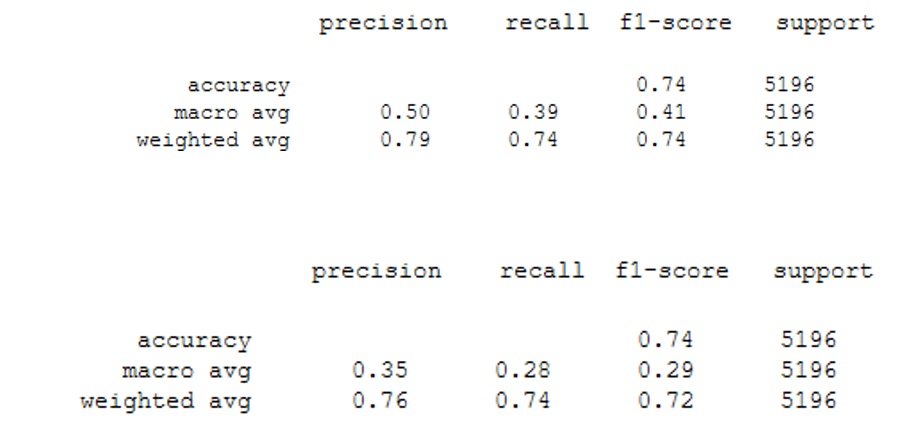 precision recall f1-score support
accuracy 0.74 5196
macro avg 0.50 0.39 0.41 5196
weighted avg 0.79 0.74 0.74 5196
precision recall f1-score support
accuracy 0.74 5196
macro avg 0.35 0.28 0.29 5196
weighted avg 0.76 0.74 0.72 5196